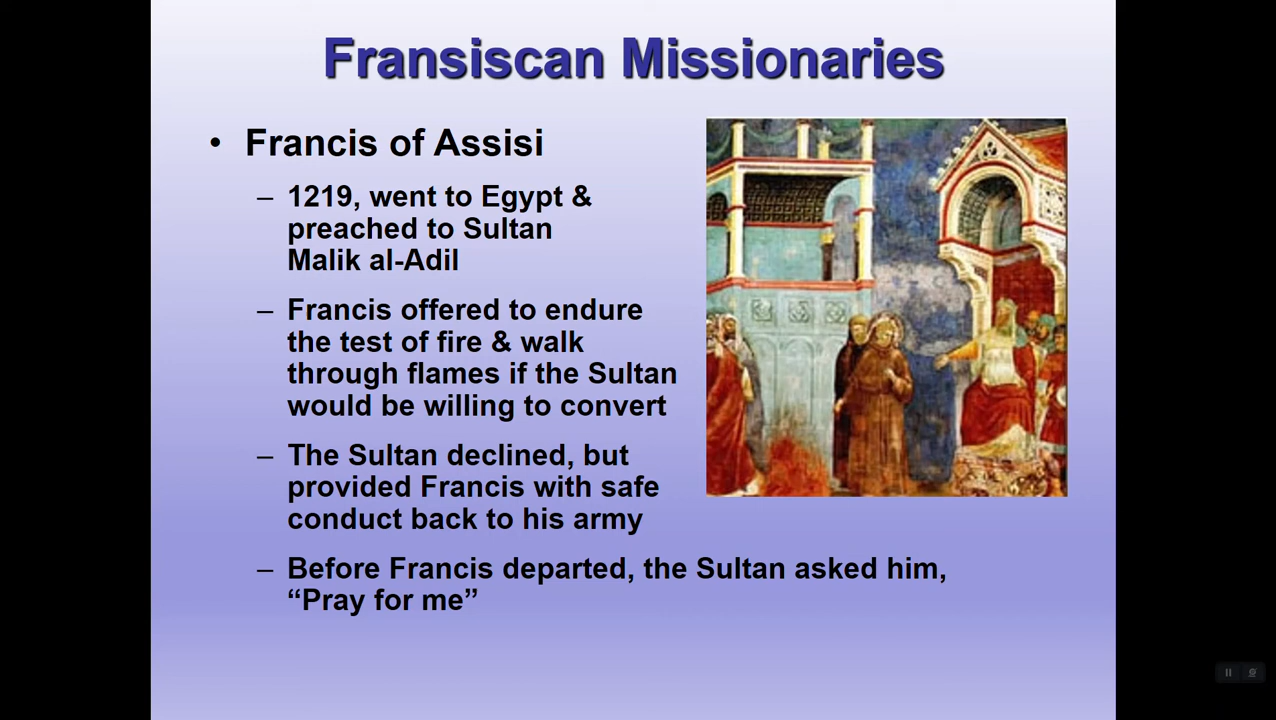 Fransiscan Missionaries
• Francis of Assisi
– 1219, went to Egypt &
preached to Sultan
Malik al-Adil
– Francis offered to endure
the test of fire & walk
through flames if the Sultan
would be willing to convert
– The Sultan declined, but
provided Francis with safe
conduct back to his army
– Before Francis departed, the Sultan asked him,
“Pray for me”